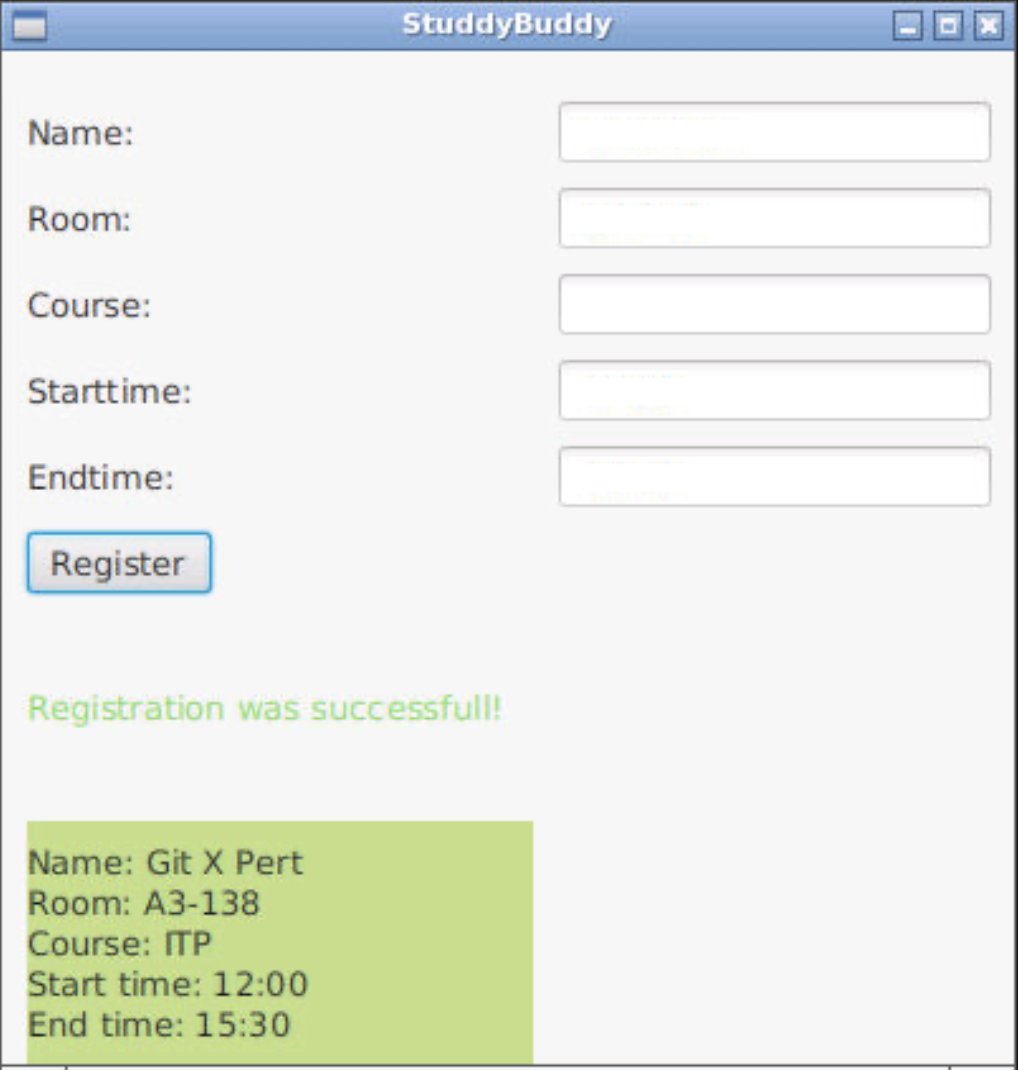 StuddyBuddy
Name:
Room:
Course:
Starttime:
Endtime:
Register
Registration was successfull!
Name: Git X Pert
Room: A3-138
Course: ITP
Start time: 12:00
End time: 15:30